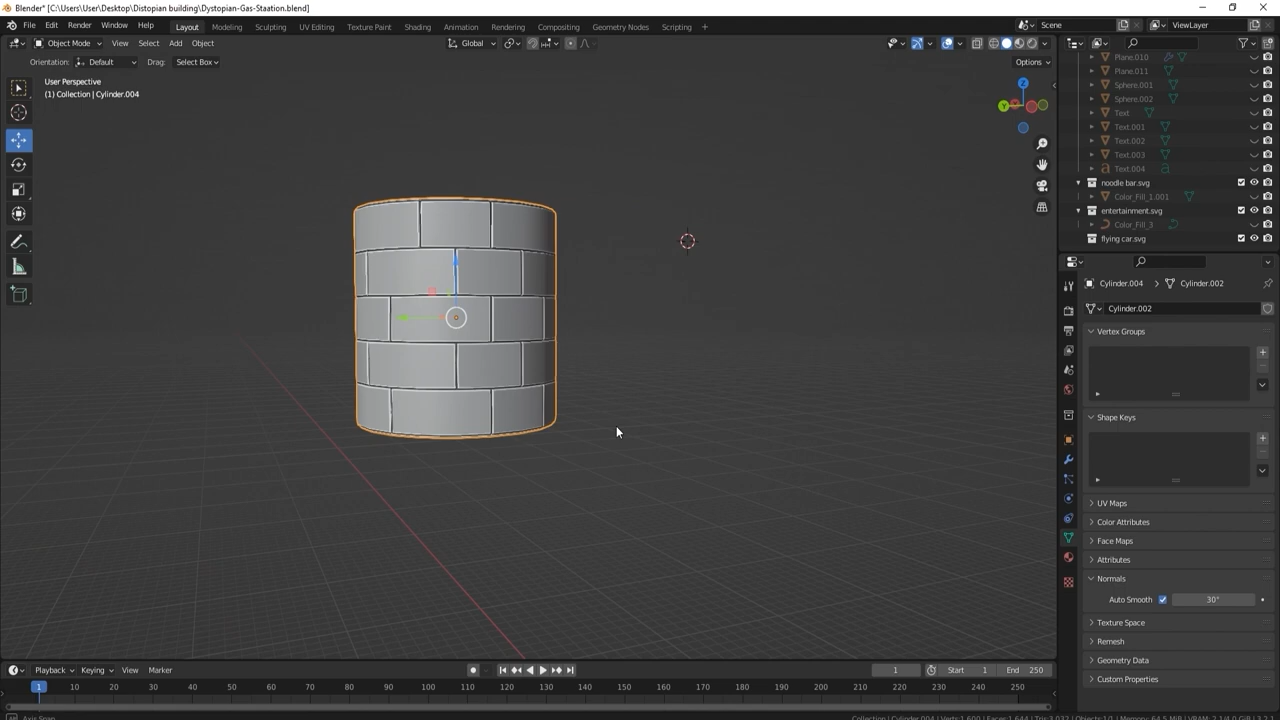 Blender* [C:\Users\User\Desktop\Distopian building\Dystopian-Gas-Staation.blend]
File Edit Render Window Help Layout Modeling Sculpting UV Editing Texture Paint Shading Animation Rendering Compositing Geometry Nodes Scripting + Scene ViewLayer
Object Mode View Select Add Object Global
Orientation: Default Drag: Select Box Options
User Perspective
(1) Collection | Cylinder.004
Z
Y
Plane.010
Plane.011
Sphere.001
Sphere.002
Text
Text.001
Text.002
Text.003
Text.004
noodle bar.svg
Color_Fill_1.001
entertainment.svg
Color_Fill_3
flying car.svg
Cylinder.004 > Cylinder.002
Cylinder.002
Vertex Groups
Shape Keys
UV Maps
Color Attributes
Face Maps
Attributes
Normals
Auto Smooth 30°
Texture Space
Remesh
Geometry Data
Custom Properties
Playback Keying View Marker 1 Start 1 End 250
1 10 20 30 40 50 60 70 80 90 100 110 120 130 140 150 160 170 180 190 200 210 220 230 240 250
Axis Snap